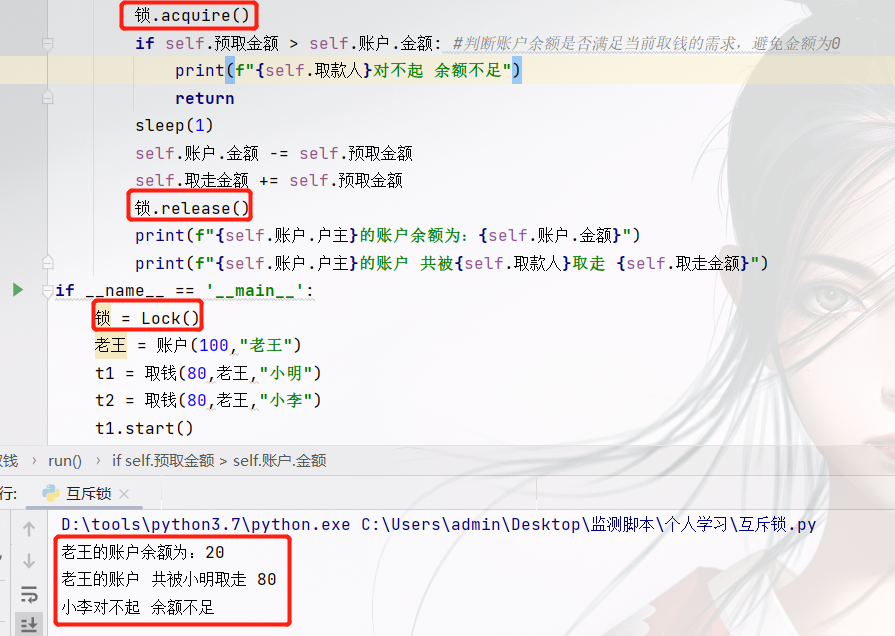 锁.acquire()
if self.预取金额 > self.账户.金额: #判断账户余额是否满足当前取钱的需求，避免金额为0
print(f"{self.取款人}对不起 余额不足")
return
sleep(1)
self.账户.金额 -= self.预取金额
self.取走金额 += self.预取金额
锁.release()
print(f"{self.账户.户主}的账户余额为：{self.账户.金额}")
print(f"{self.账户.户主}的账户 共被{self.取款人}取走 {self.取走金额}")
if __name__ == '__main__':
锁 = Lock()
老王 = 账户(100,"老王")
t1 = 取钱(80,老王,"小明")
t2 = 取钱(80,老王,"小李")
t1.start()
取钱 › run() › if self.预取金额 > self.账户.金额
行: 互斥锁 ×
D:\tools\python3.7\python.exe C:\Users\admin\Desktop\监测脚本\个人学习\互斥锁.py
老王的账户余额为：20
老王的账户 共被小明取走 80
小李对不起 余额不足